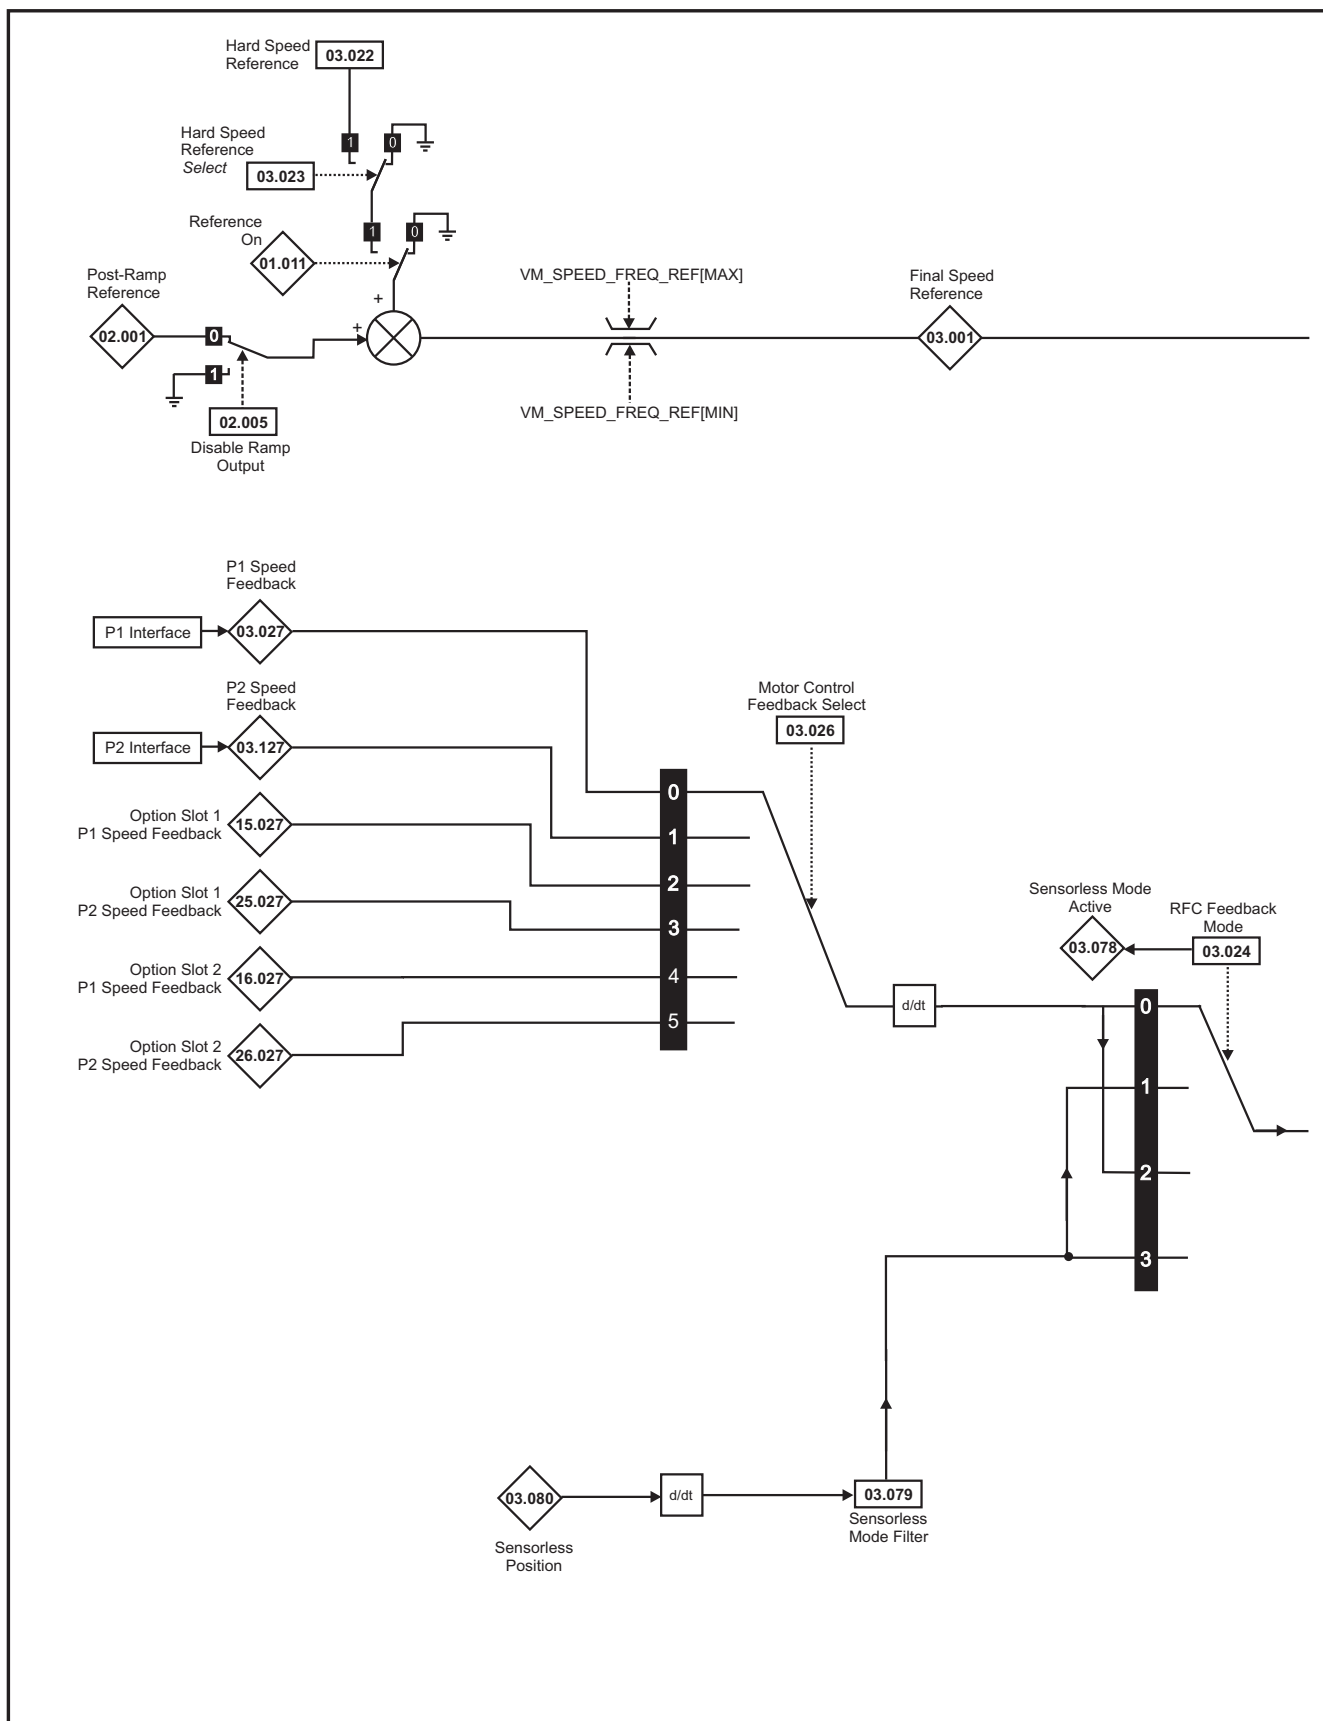 Hard Speed
Reference
03.022
1
0
Hard Speed
Reference
Select
03.023
Reference
On
01.011
1
0
Post-Ramp
Reference
02.001
+
+
0
1
02.005
Disable Ramp
Output
VM_SPEED_FREQ_REF[MAX]
VM_SPEED_FREQ_REF[MIN]
Final Speed
Reference
03.001
P1 Speed
Feedback
P1 Interface
03.027
P2 Speed
Feedback
P2 Interface
03.127
Option Slot 1
P1 Speed Feedback
15.027
Option Slot 1
P2 Speed Feedback
25.027
Option Slot 2
P1 Speed Feedback
16.027
Option Slot 2
P2 Speed Feedback
26.027
0
1
2
3
4
5
Motor Control
Feedback Select
03.026
d/dt
Sensorless Mode
Active
03.078
RFC Feedback
Mode
03.024
0
1
2
3
03.080
Sensorless
Position
d/dt
03.079
Sensorless
Mode Filter